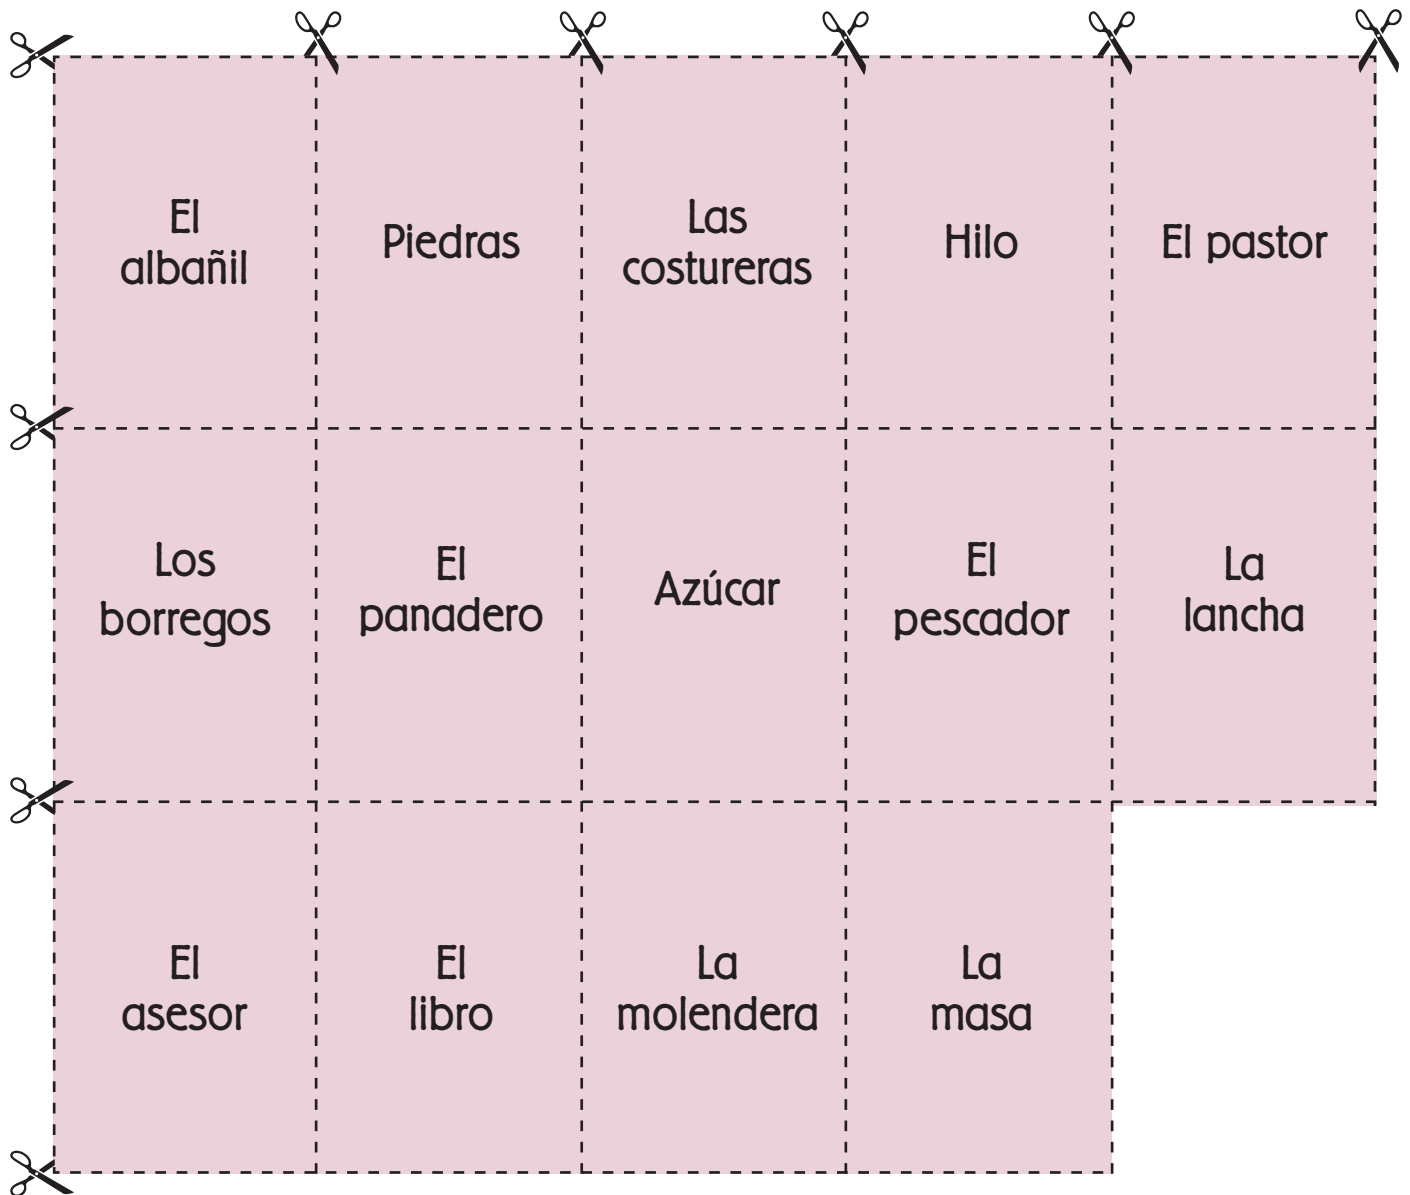 El
albañil
Piedras
Las
costureras
Hilo
El pastor
Los
borregos
El
panadero
Azúcar
El
pescador
La
lancha
El
asesor
El
libro
La
molendera
La
masa